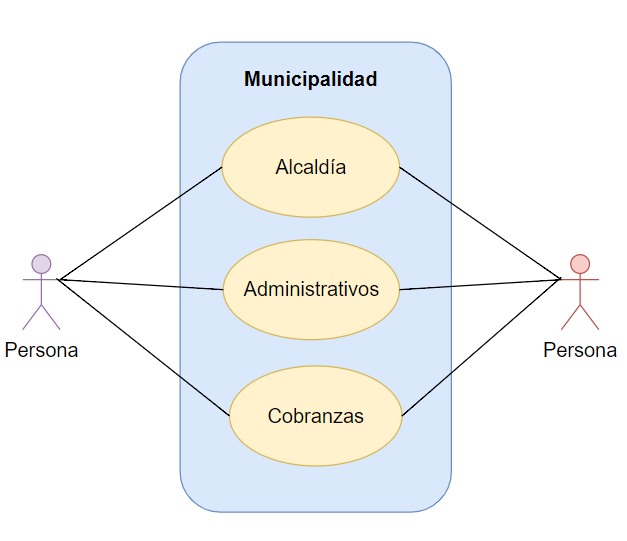 Municipalidad
Alcaldía
Administrativos
Persona
Persona
Cobranzas